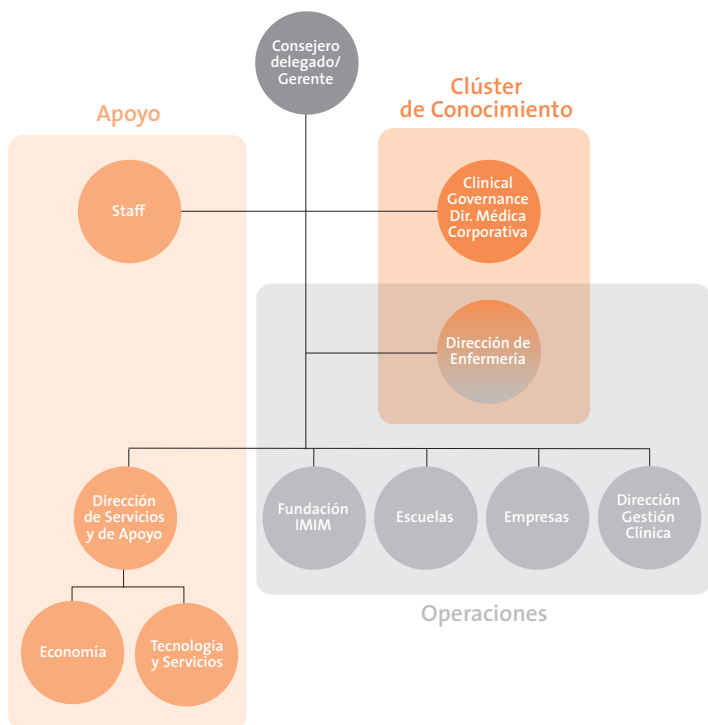 Consejero
delegado/
Gerente
Apoyo
Clúster
de Conocimiento
Staff
Clinical
Governance
Dir. Médica
Corporativa
Dirección de
Enfermería
Dirección
de Servicios
y de Apoyo
Fundación
IMIM
Escuelas
Empresas
Dirección
Gestión
Clínica
Operaciones
Economía
Tecnología
y Servicios